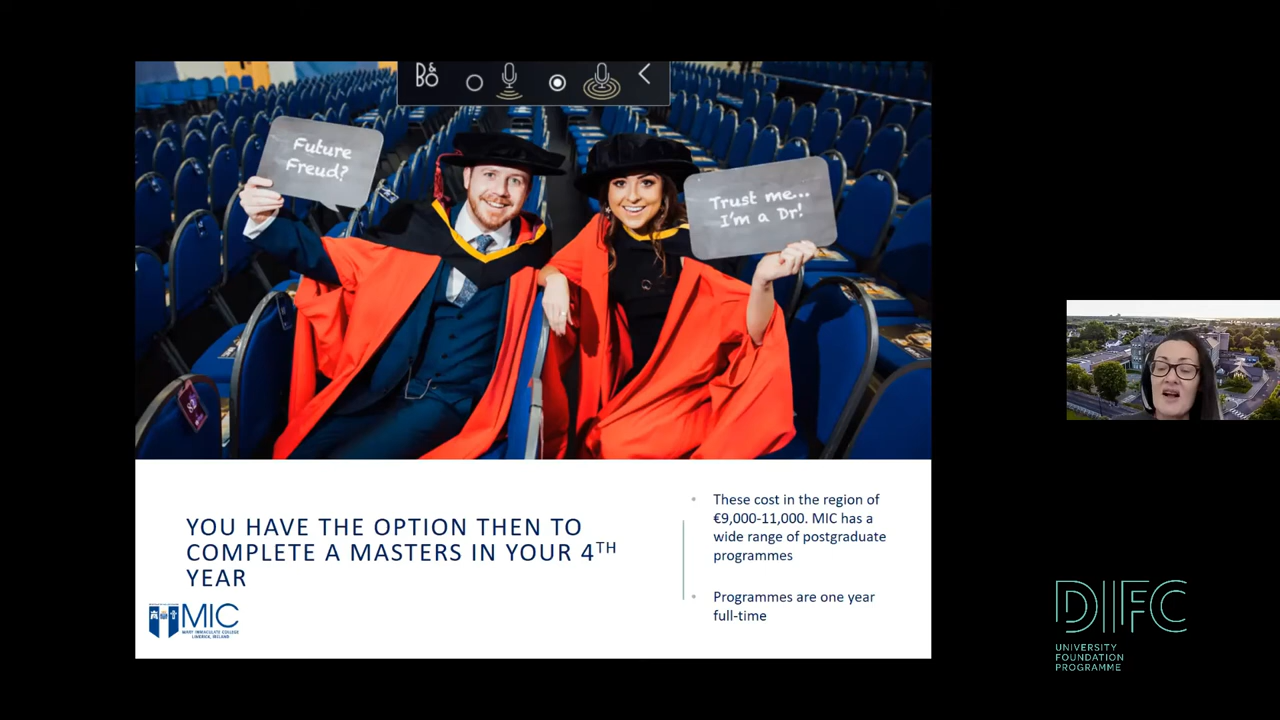 D&DO
Future
Freud?
Trust me...
I'm a Dr!
YOU HAVE THE OPTION THEN TO
COMPLETE A MASTERS IN YOUR 4TH
YEAR
MIC
MARY IMMACULATE COLLEGE
LIMERICK, IRELAND
• These cost in the region of
€9,000-11,000. MIC has a
wide range of postgraduate
programmes
• Programmes are one year
full-time
DIFC
UNIVERSITY
FOUNDATION
PROGRAMME